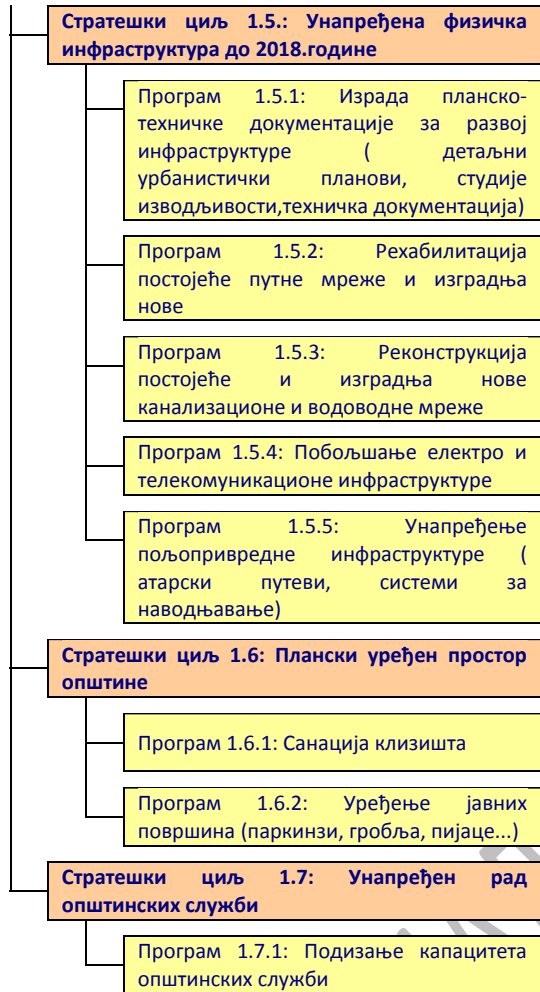 Стратешки циљ 1.5.: Унапређена физичка
инфраструктура до 2018.године
Програм 1.5.1: Израда планско-
техничке документације за развој
инфраструктуре ( детаљни
урбанистички планови, студије
изводљивости,техничка документација)
Програм 1.5.2: Рехабилитација
постојеће путне мреже и изградња
нове
Програм 1.5.3: Реконструкција
постојеће и изградња нове
канализационе и водоводне мреже
Програм 1.5.4: Побољшање електро и
телекомуникационе инфраструктуре
Програм 1.5.5: Унапређење
пољопривредне инфраструктуре (
атарски путеви, системи за
наводњавање)
Стратешки циљ 1.6: Плански уређен простор
општине
Програм 1.6.1: Санација клизишта
Програм 1.6.2: Уређење јавних
површина (паркинзи, гробља, пијаце...)
Стратешки циљ 1.7: Унапређен рад
општинских служби
Програм 1.7.1: Подизање капацитета
општинских служби